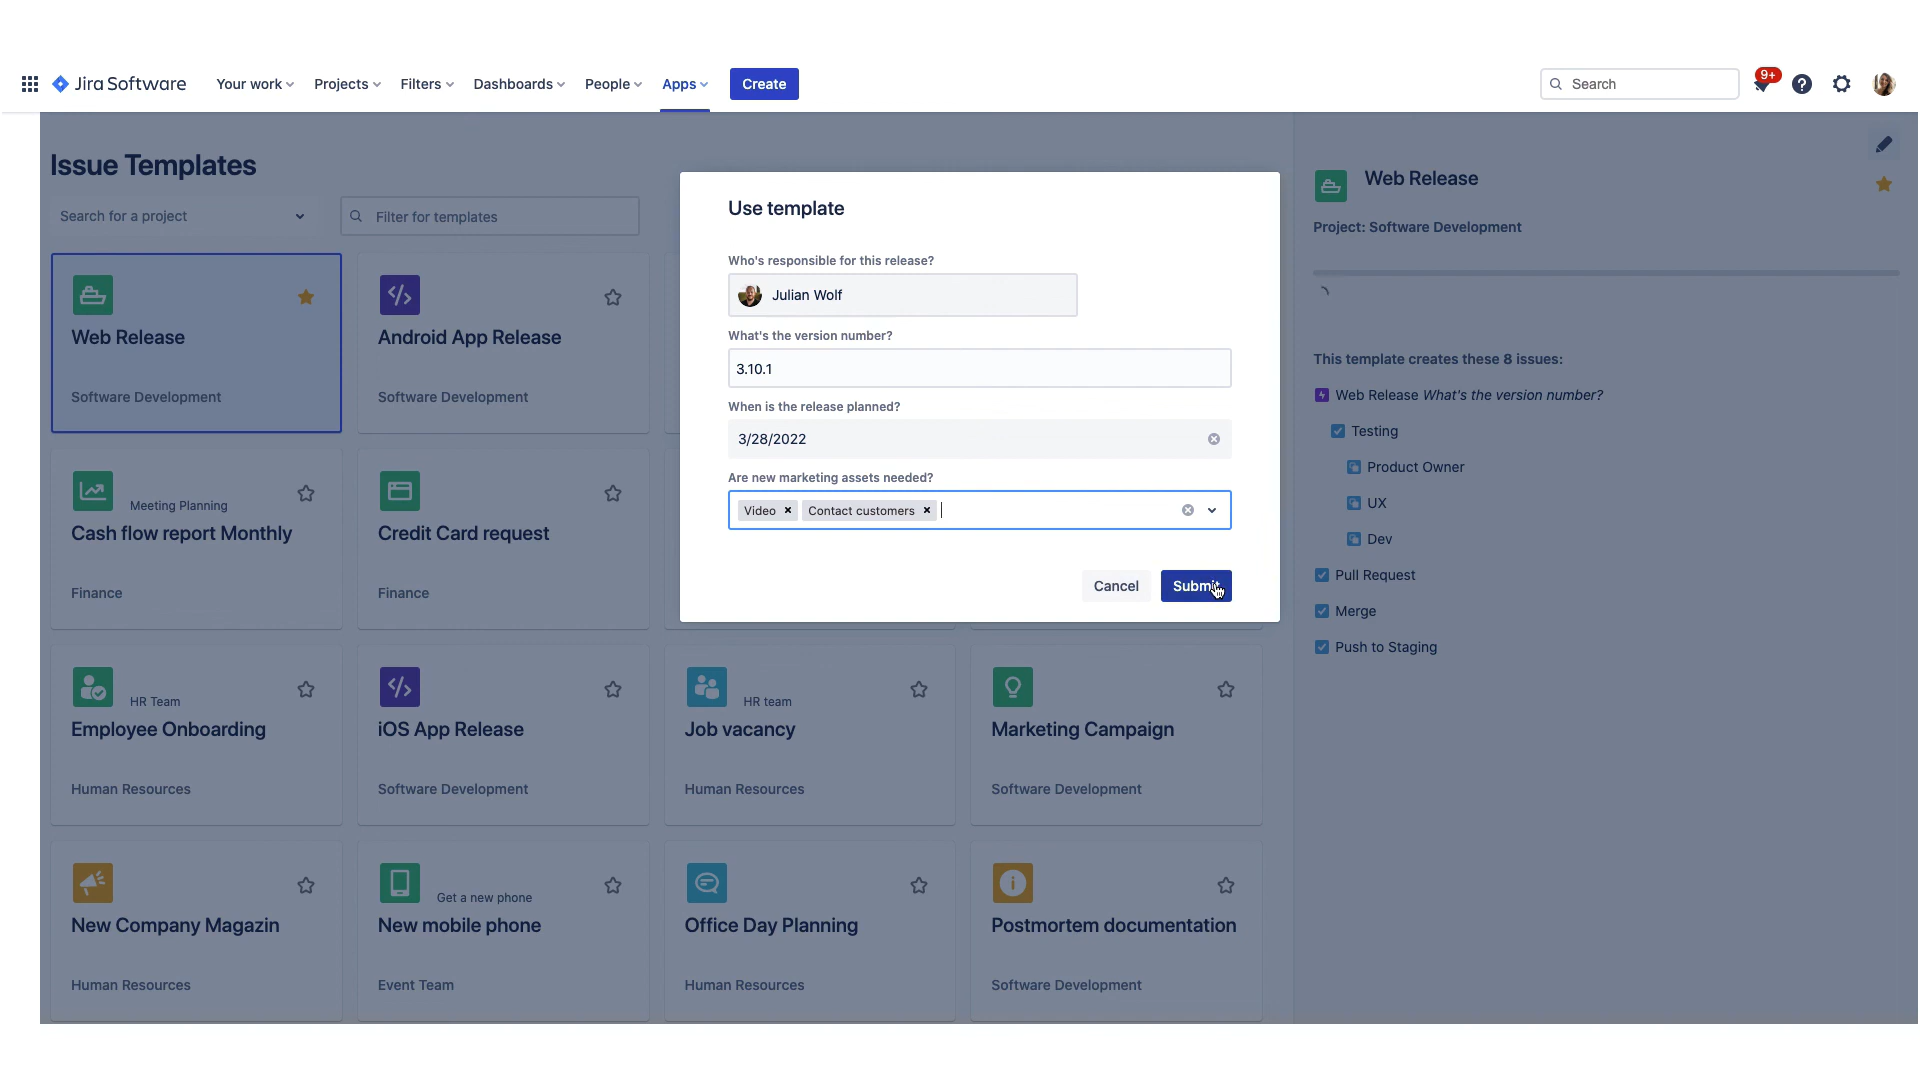 Jira Software
Your work
Projects
Filters
Dashboards
People
Apps
Create
Search
9+
Issue Templates
Search for a project
Filter for templates
Web Release
Software Development
Android App Release
Software Development
Meeting Planning
Cash flow report Monthly
Finance
Credit Card request
Finance
HR Team
Employee Onboarding
Human Resources
iOS App Release
Software Development
HR team
Job vacancy
Human Resources
Marketing Campaign
Software Development
New Company Magazin
Human Resources
Get a new phone
New mobile phone
Event Team
Office Day Planning
Human Resources
Postmortem documentation
Software Development
Use template
Who's responsible for this release?
Julian Wolf
What's the version number?
3.10.1
When is the release planned?
3/28/2022
Are new marketing assets needed?
Video
Contact customers
Cancel
Submit
Web Release
Project: Software Development
This template creates these 8 issues:
Web Release What's the version number?
Testing
Product Owner
UX
Dev
Pull Request
Merge
Push to Staging